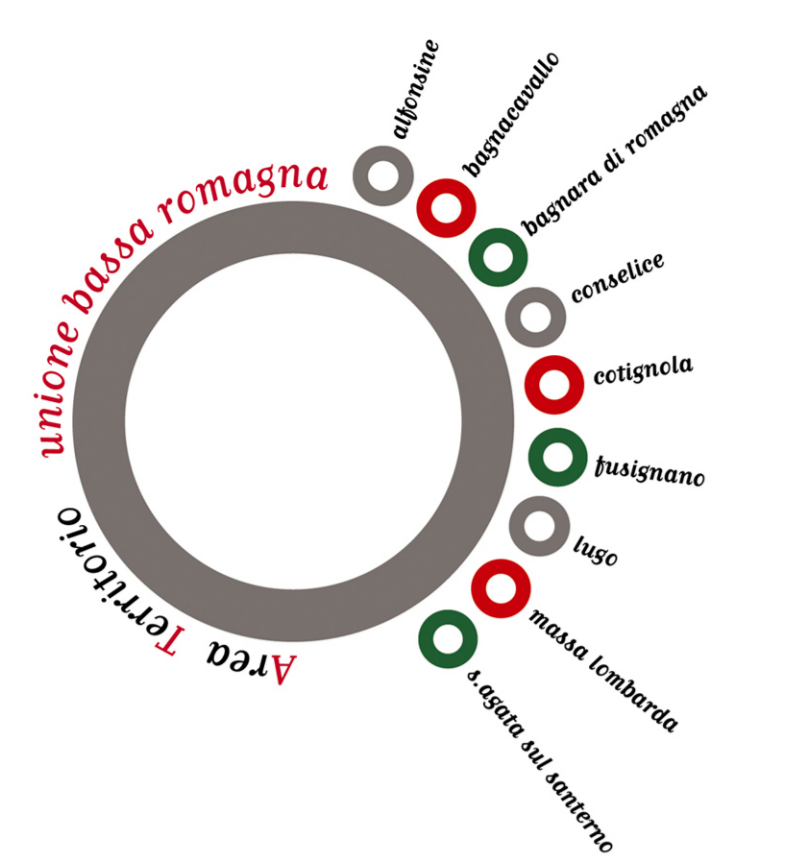 unione bassa romagna
Area Territorio
alfonsine
bagnacavallo
bagnara di romagna
conselice
cotignola
fusignano
lugo
massa lombarda
s.agata sul santerno